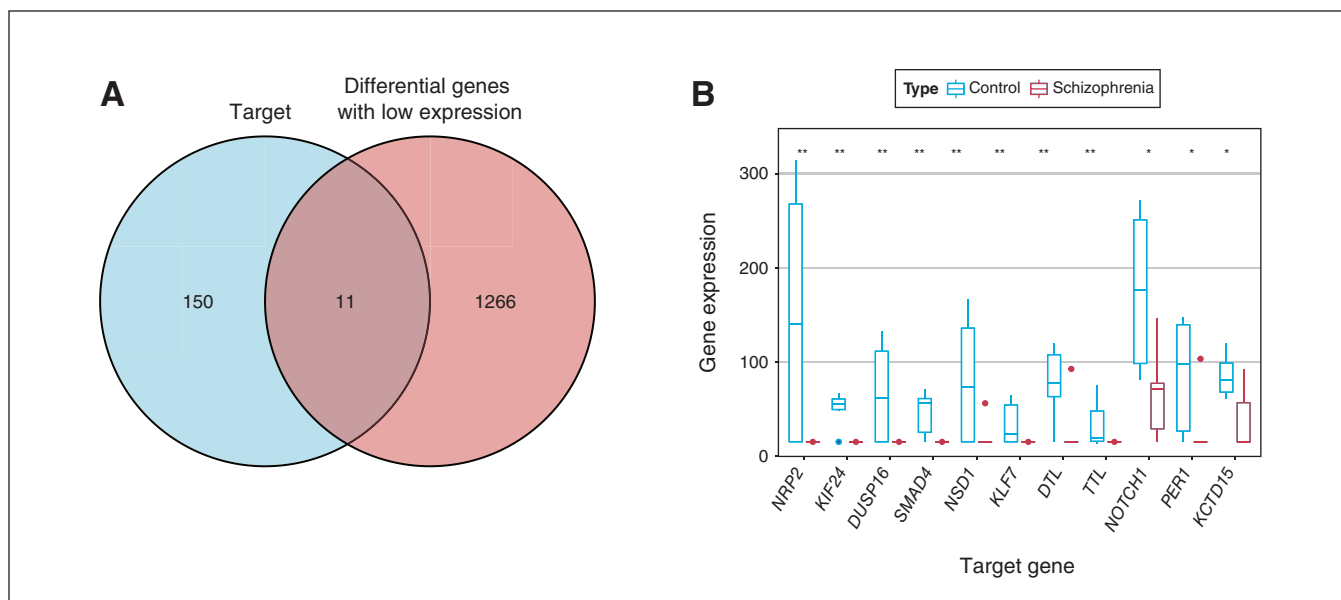 A
Target
Differential genes
with low expression
150
11
1266
B
Type Control Schizophrenia
** ** ** ** ** ** ** ** * * *
300
200
100
0
Gene expression
NRP2 KIF24 DUSP16 SMAD4 NSD1 KLF7 DTL TTL NOTCH1 PER1 KCTD15
Target gene